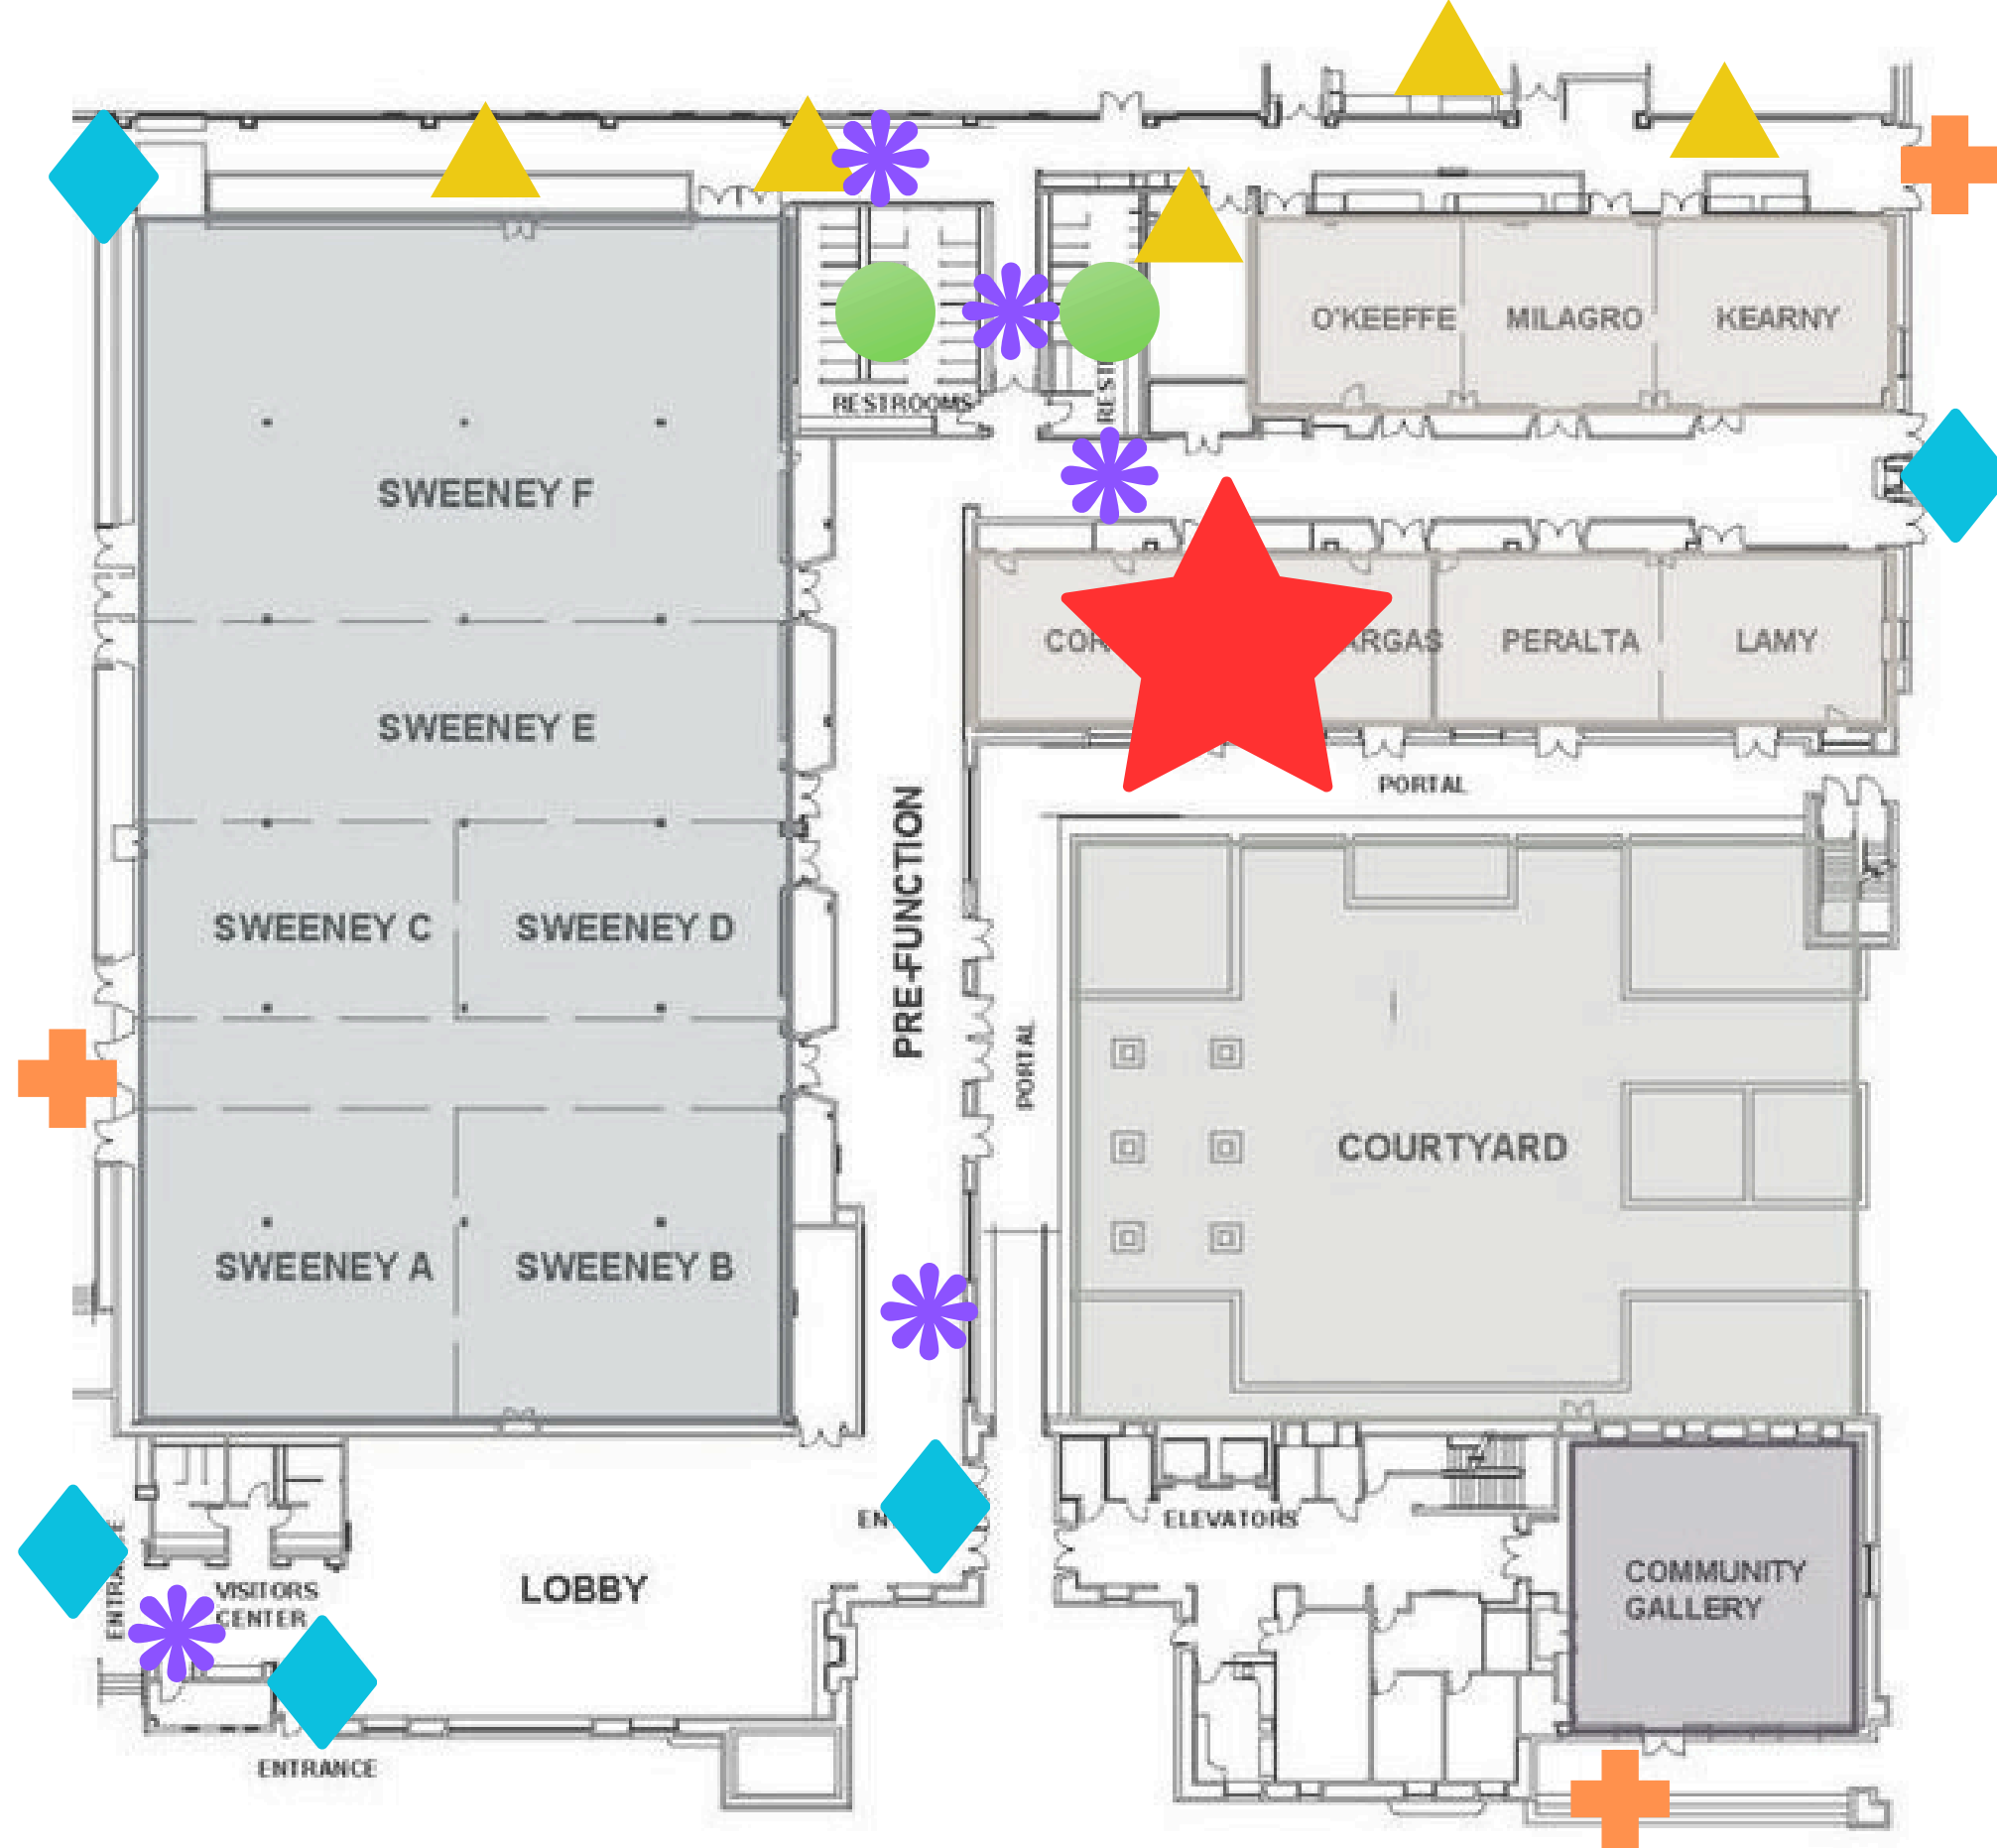 O'KEEFFE
MILAGRO
KEARNY
RESTROOMS
SWEENEY F
PERALTA
LAMY
SWEENEY E
PORTAL
PRE-FUNCTION
SWEENEY C
SWEENEY D
PORTAL
COURTYARD
SWEENEY A
SWEENEY B
ELEVATORS
LOBBY
VISITORS
CENTER
COMMUNITY
GALLERY
ENTRANCE